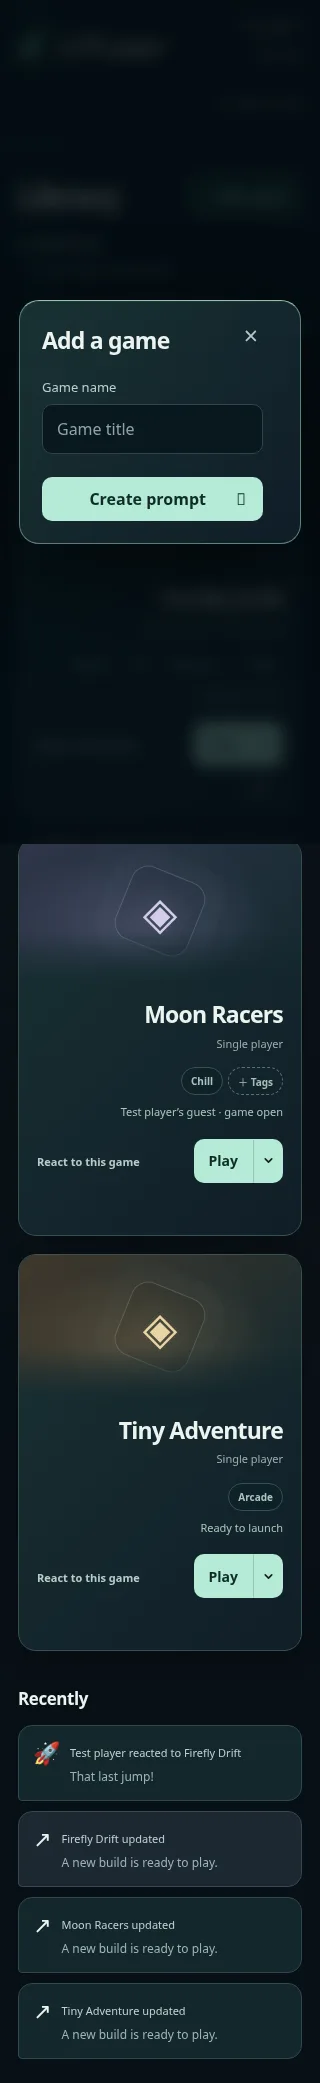 Add a game
Game name
Game title
Create prompt
Moon Racers
Single player
Chill
+ Tags
Test player's guest · game open
React to this game
Play
Tiny Adventure
Single player
Arcade
Ready to launch
React to this game
Play
Recently
Test player reacted to Firefly Drift
That last jump!
Firefly Drift updated
A new build is ready to play.
Moon Racers updated
A new build is ready to play.
Tiny Adventure updated
A new build is ready to play.